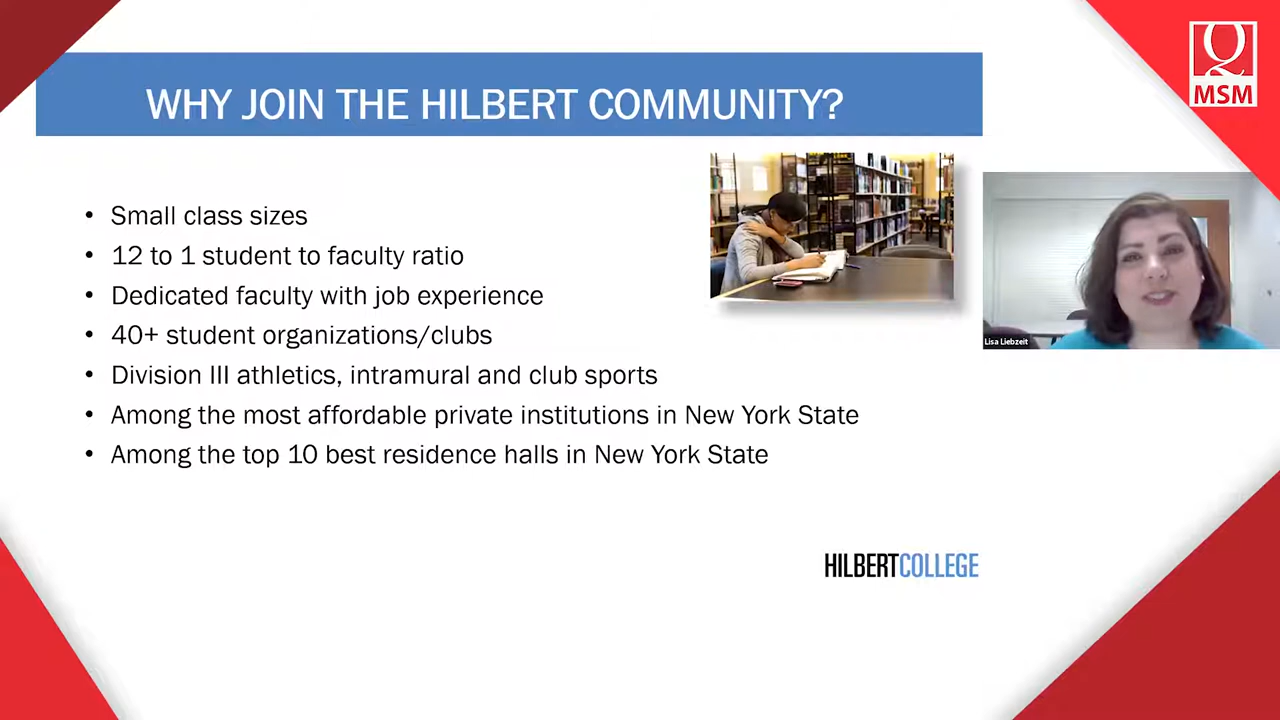 WHY JOIN THE HILBERT COMMUNITY?
MSM
• Small class sizes
• 12 to 1 student to faculty ratio
• Dedicated faculty with job experience
• 40+ student organizations/clubs
• Division III athletics, intramural and club sports
• Among the most affordable private institutions in New York State
• Among the top 10 best residence halls in New York State
Lisa Liebzeit
HILBERTCOLLEGE